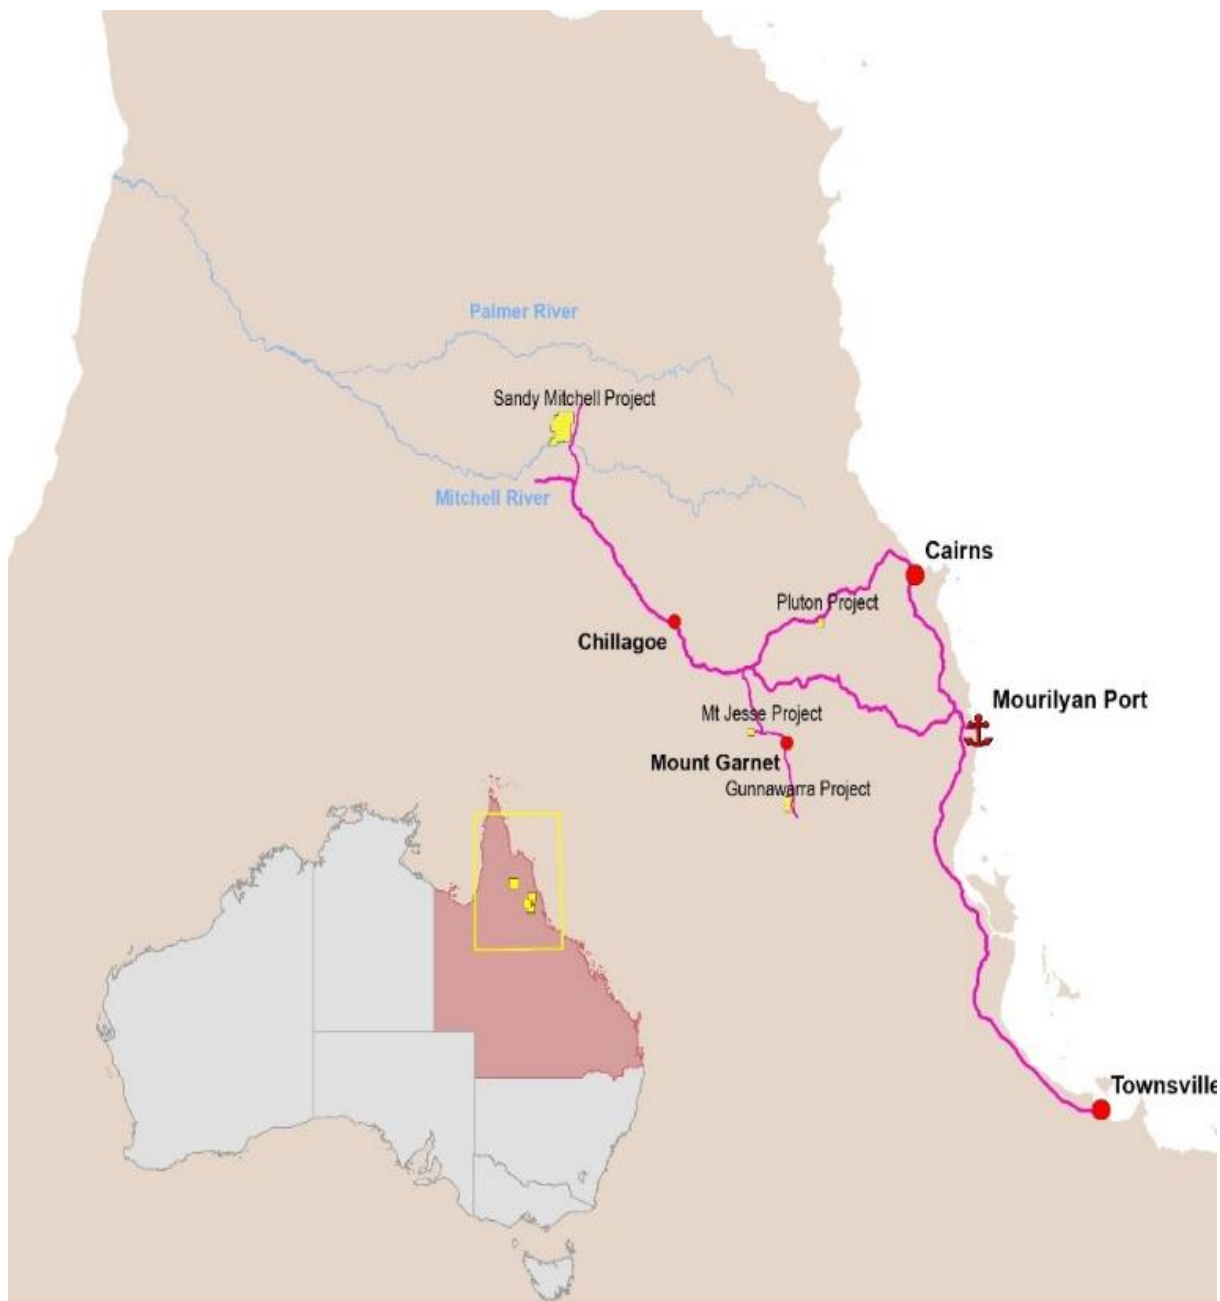 Palmer River
Sandy Mitchell Project
Mitchell River
Cairns
Pluton Project
Chillagoe
Mourilyan Port
Mt Jesse Project
Mount Garnet
Gunnawarra Project
Townsville